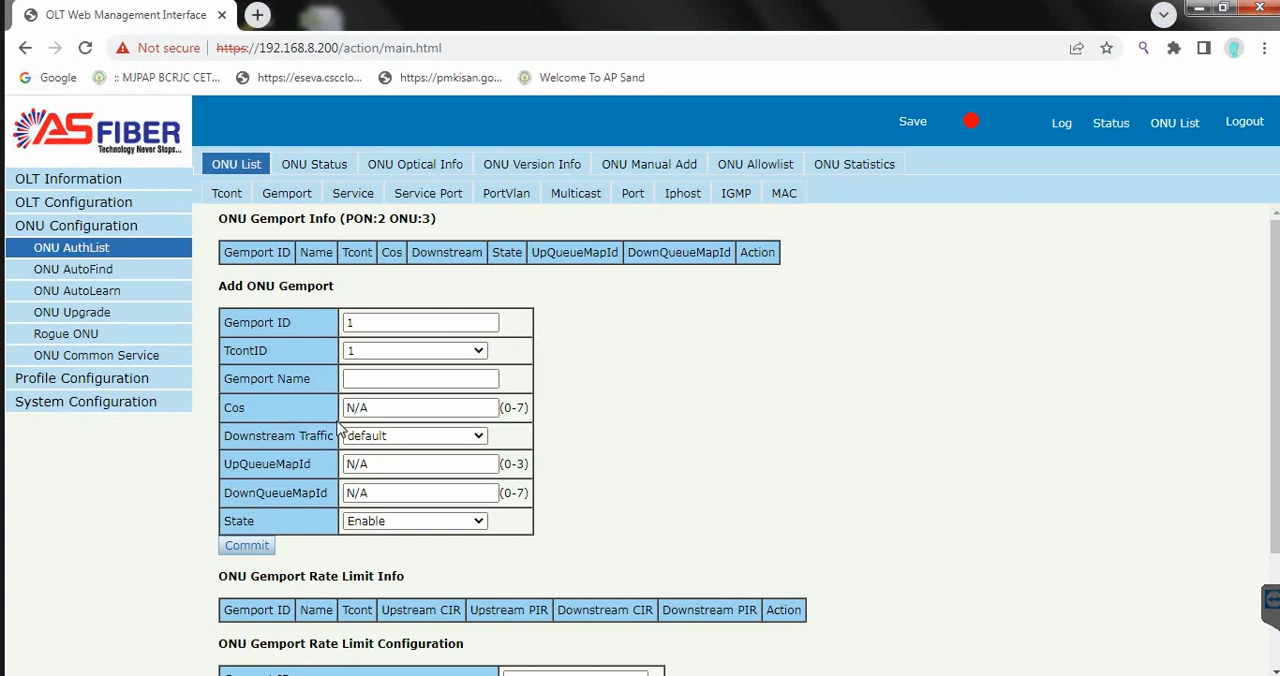 OLT Web Management Interface
Not secure https://192.168.8.200/action/main.html
Google :: MJPAP BCRJC CET... https://eseva.cscclo... https://pmkisan.go... Welcome To AP Sand
AS FIBER
Technology Never Stops...
Save Log Status ONU List Logout
ONU List ONU Status ONU Optical Info ONU Version Info ONU Manual Add ONU Allowlist ONU Statistics
Tcont Gemport Service Service Port PortVlan Multicast Port Iphost IGMP MAC
OLT Information
OLT Configuration
ONU Configuration
ONU AuthList
ONU AutoFind
ONU AutoLearn
ONU Upgrade
Rogue ONU
ONU Common Service
Profile Configuration
System Configuration
ONU Gemport Info (PON:2 ONU:3)
Gemport ID Name Tcont Cos Downstream State UpQueueMapId DownQueueMapId Action
Add ONU Gemport
Gemport ID 1
TcontID 1
Gemport Name
Cos N/A (0-7)
Downstream Traffic default
UpQueueMapId N/A (0-3)
DownQueueMapId N/A (0-7)
State Enable
Commit
ONU Gemport Rate Limit Info
Gemport ID Name Tcont Upstream CIR Upstream PIR Downstream CIR Downstream PIR Action
ONU Gemport Rate Limit Configuration